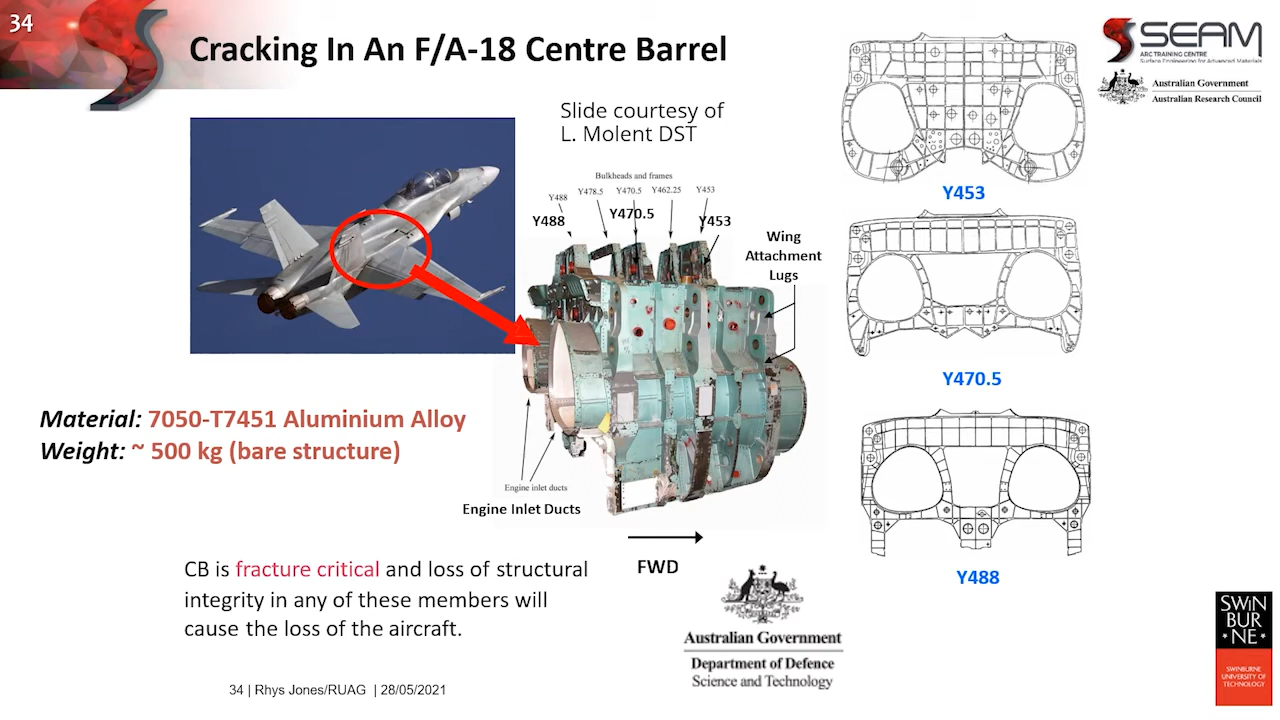 34
Cracking In An F/A-18 Centre Barrel
SEAM
ARC TRAINING CENTRE
Surface Engineering for Advanced Materials
Australian Government
Australian Research Council
Slide courtesy of
L. Molent DST
Bulkheads and frames
Y488
Y478.5
Y470.5
Y462.25
Y453
Y488
Y470.5
Y453
Wing
Attachment
Lugs
Y453
Y470.5
Y488
Material: 7050-T7451 Aluminium Alloy
Weight: ~ 500 kg (bare structure)
Engine inlet ducts
Engine Inlet Ducts
FWD
CB is fracture critical and loss of structural
integrity in any of these members will
cause the loss of the aircraft.
Australian Government
Department of Defence
Science and Technology
SWiN
BUR
NE
SWINBURNE
UNIVERSITY OF
TECHNOLOGY
34 | Rhys Jones/RUAG | 28/05/2021